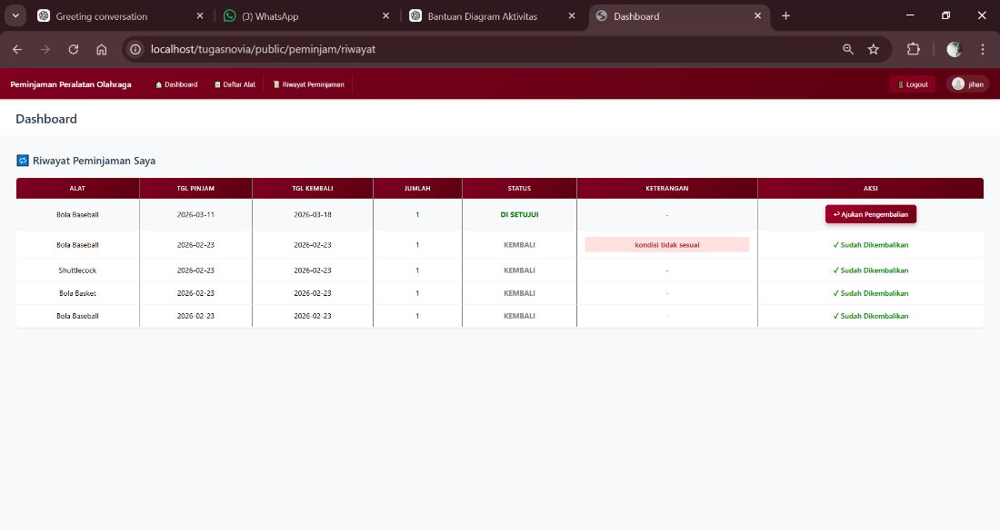 Greeting conversation
(3) WhatsApp
Bantuan Diagram Aktivitas
Dashboard
localhost/tugasnovia/public/peminjam/riwayat
Peminjaman Peralatan Olahraga
Dashboard
Daftar Alat
Riwayat Peminjaman
Logout
jihan
Dashboard
Riwayat Peminjaman Saya
ALAT TGL PINJAM TGL KEMBALI JUMLAH STATUS KETERANGAN AKSI
Bola Baseball 2026-03-11 2026-03-18 1 DI SETUJUI - ↩ Ajukan Pengembalian
Bola Baseball 2026-02-23 2026-02-23 1 KEMBALI kondisi tidak sesuai ✓ Sudah Dikembalikan
Shuttlecock 2026-02-23 2026-02-23 1 KEMBALI - ✓ Sudah Dikembalikan
Bola Basket 2026-02-23 2026-02-23 1 KEMBALI - ✓ Sudah Dikembalikan
Bola Baseball 2026-02-23 2026-02-23 1 KEMBALI - ✓ Sudah Dikembalikan